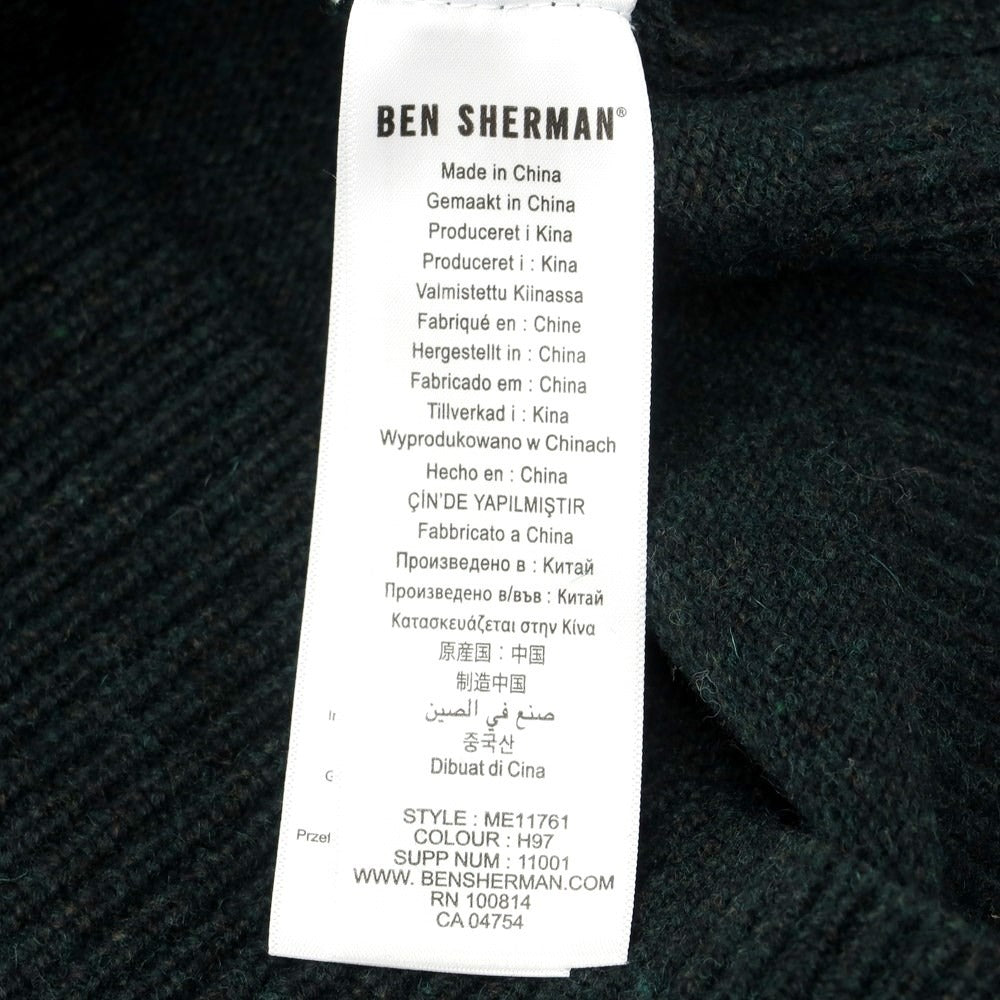 BEN SHERMAN®
Made in China
Gemaakt in China
Produceret i Kina
Produceret i : Kina
Valmistettu Kiinassa
Fabriqué en : Chine
Hergestellt in : China
Fabricado em : China
Tillverkad i : Kina
Wyprodukowano w Chinach
Hecho en : China
ÇİN'DE YAPILMIŞTIR
Fabbricato a China
Произведено в : Китай
Произведено в/във : Китай
Κατασκευάζεται στην Κίνα
原産国 : 中国
制造中国
صنع في الصين
중국산
Dibuat di Cina
STYLE : ME11761
COLOUR : H97
SUPP NUM : 11001
WWW. BENSHERMAN.COM
RN 100814
CA 04754